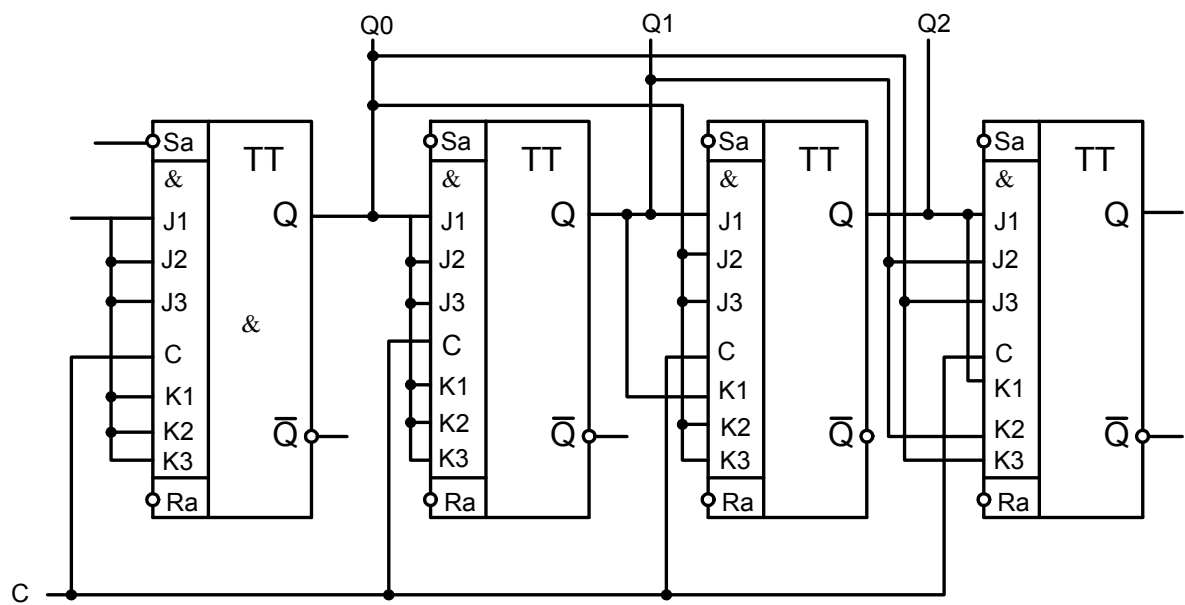 Q0 Q1 Q2
Sa TT Sa TT Sa TT Sa TT
& & & &
J1 Q J1 Q J1 Q J1 Q
J2 J2 J2 J2
J3 J3 J3 J3
&
C C C C
K1 K1 K1 K1
K2 Q̅ K2 Q̅ K2 Q̅ K2 Q̅
K3 K3 K3 K3
Ra Ra Ra Ra
C